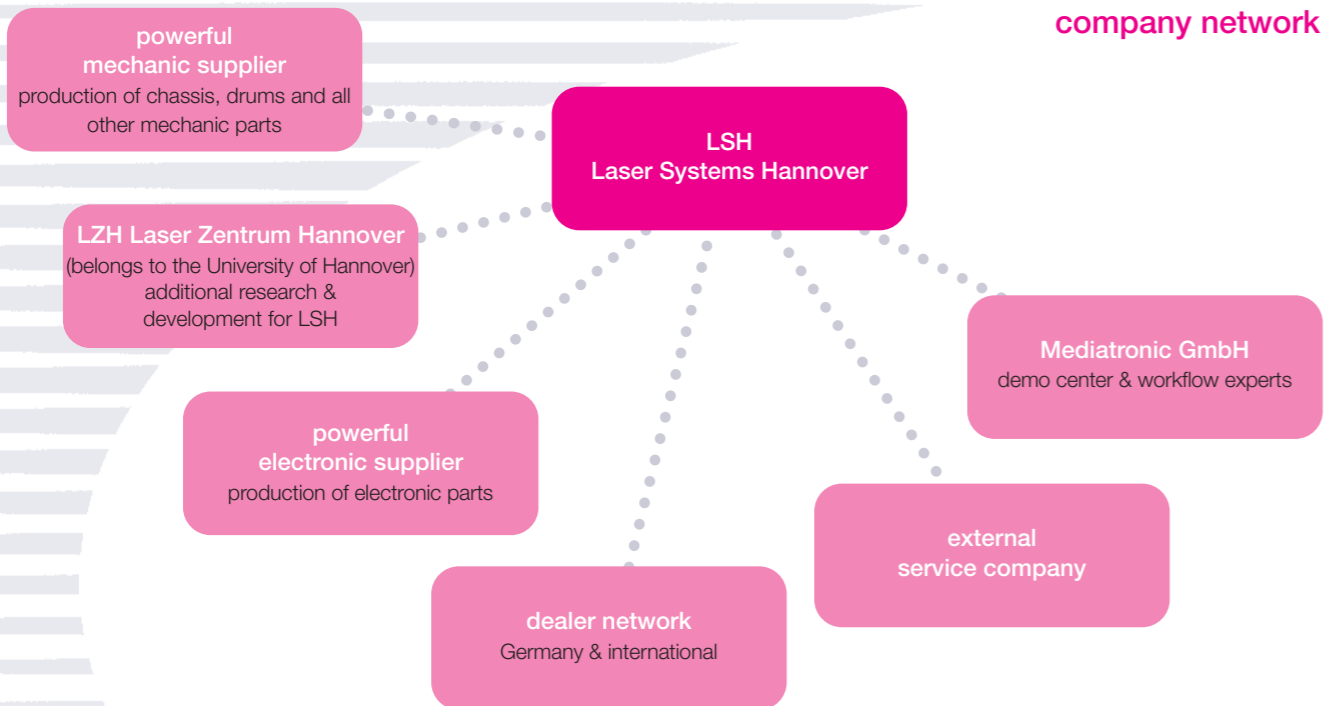 company network
powerful
mechanic supplier
production of chassis, drums and all
other mechanic parts
LSH
Laser Systems Hannover
LZH Laser Zentrum Hannover
(belongs to the University of Hannover)
additional research &
development for LSH
Mediatronic GmbH
demo center & workflow experts
powerful
electronic supplier
production of electronic parts
external
service company
dealer network
Germany & international